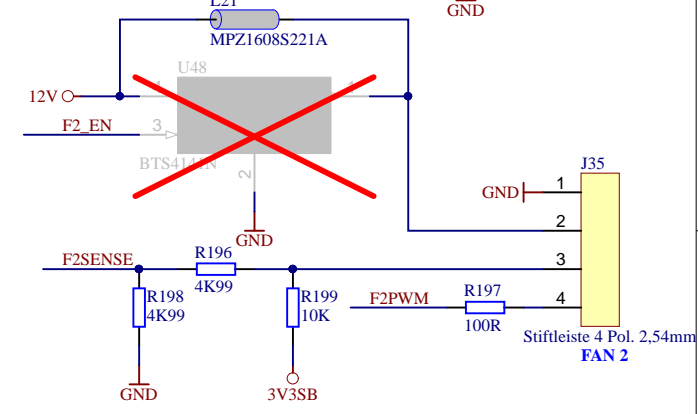 L21
GND
MPZ1608S221A
U48
12V
F2_EN
3
BTS4141N
2
GND
J35
GND
1
2
3
4
F2SENSE
R196
4K99
R198
4K99
R199
10K
F2PWM
R197
100R
Stiftleiste 4 Pol. 2,54mm
FAN 2
GND
3V3SB